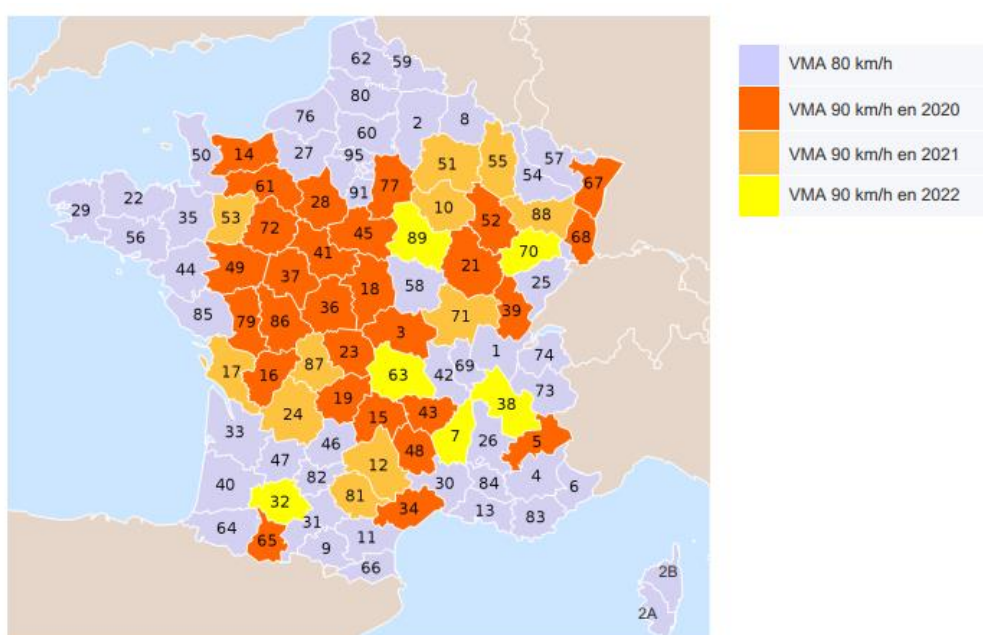 62 59
80
76 60 2 8
50 14 27 95 51 55 57
54
61 91 77 67
29 22 35 53 28 10 52 88
56 72 45 89 68
41 70
44 49 37 21 25
18 58
85 79 86 36 39
3 71
17 16 87 23 1 74
63 42 69
24 19 38 73
33 15 43
46 7 26 5
47 48
40 82 12 30 84 4 6
32 81 34 13 83
64 65 31 11
9
66
2B
2A
VMA 80 km/h
VMA 90 km/h en 2020
VMA 90 km/h en 2021
VMA 90 km/h en 2022